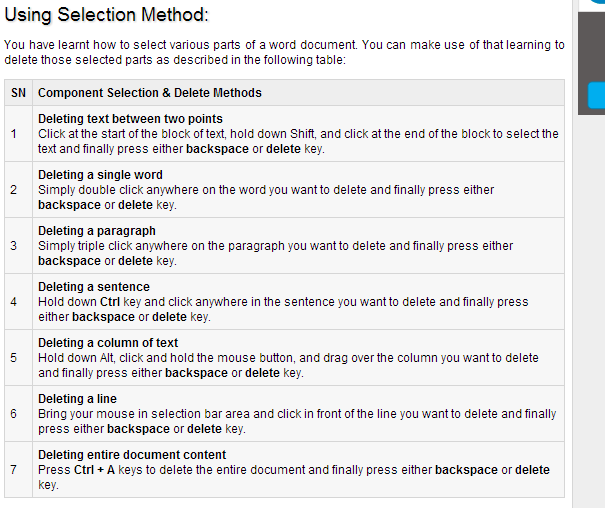 Using Selection Method:
You have learnt how to select various parts of a word document. You can make use of that learning to
delete those selected parts as described in the following table:
SN Component Selection & Delete Methods
1 Deleting text between two points
Click at the start of the block of text, hold down Shift, and click at the end of the block to select the
text and finally press either backspace or delete key.
2 Deleting a single word
Simply double click anywhere on the word you want to delete and finally press either
backspace or delete key.
3 Deleting a paragraph
Simply triple click anywhere on the paragraph you want to delete and finally press either
backspace or delete key.
4 Deleting a sentence
Hold down Ctrl key and click anywhere in the sentence you want to delete and finally press
either backspace or delete key.
5 Deleting a column of text
Hold down Alt, click and hold the mouse button, and drag over the column you want to delete
and finally press either backspace or delete key.
6 Deleting a line
Bring your mouse in selection bar area and click in front of the line you want to delete and finally
press either backspace or delete key.
7 Deleting entire document content
Press Ctrl + A keys to delete the entire document and finally press either backspace or delete
key.